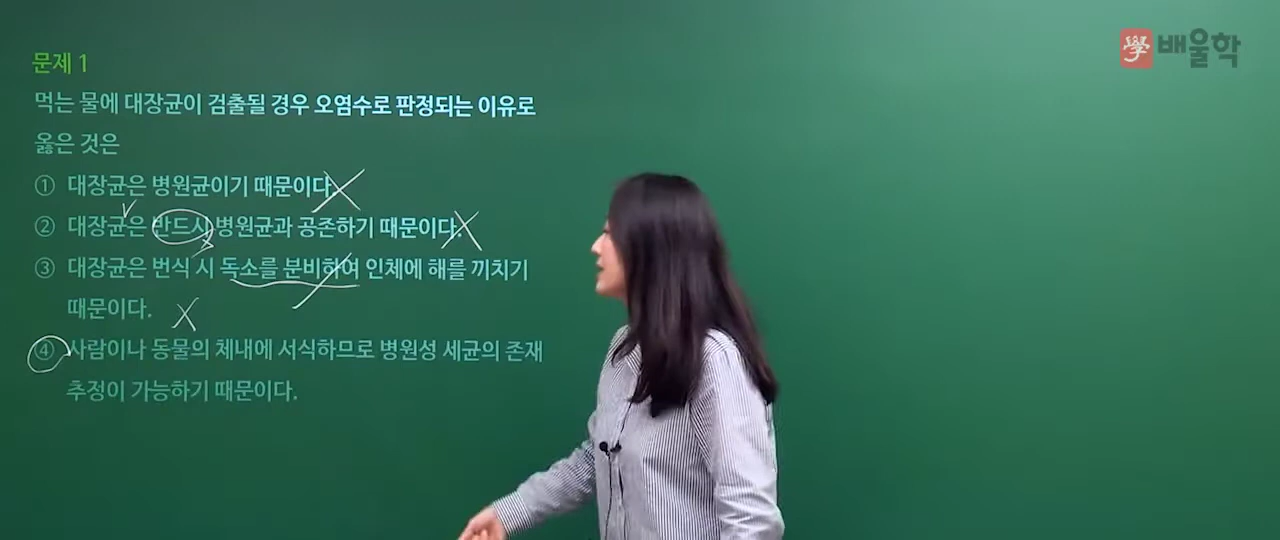 學 배울학
문제 1
먹는 물에 대장균이 검출될 경우 오염수로 판정되는 이유로
옳은 것은
① 대장균은 병원균이기 때문이다.
② 대장균은 반드시 병원균과 공존하기 때문이다.
③ 대장균은 번식 시 독소를 분비하여 인체에 해를 끼치기
때문이다.
④ 사람이나 동물의 체내에 서식하므로 병원성 세균의 존재
추정이 가능하기 때문이다.